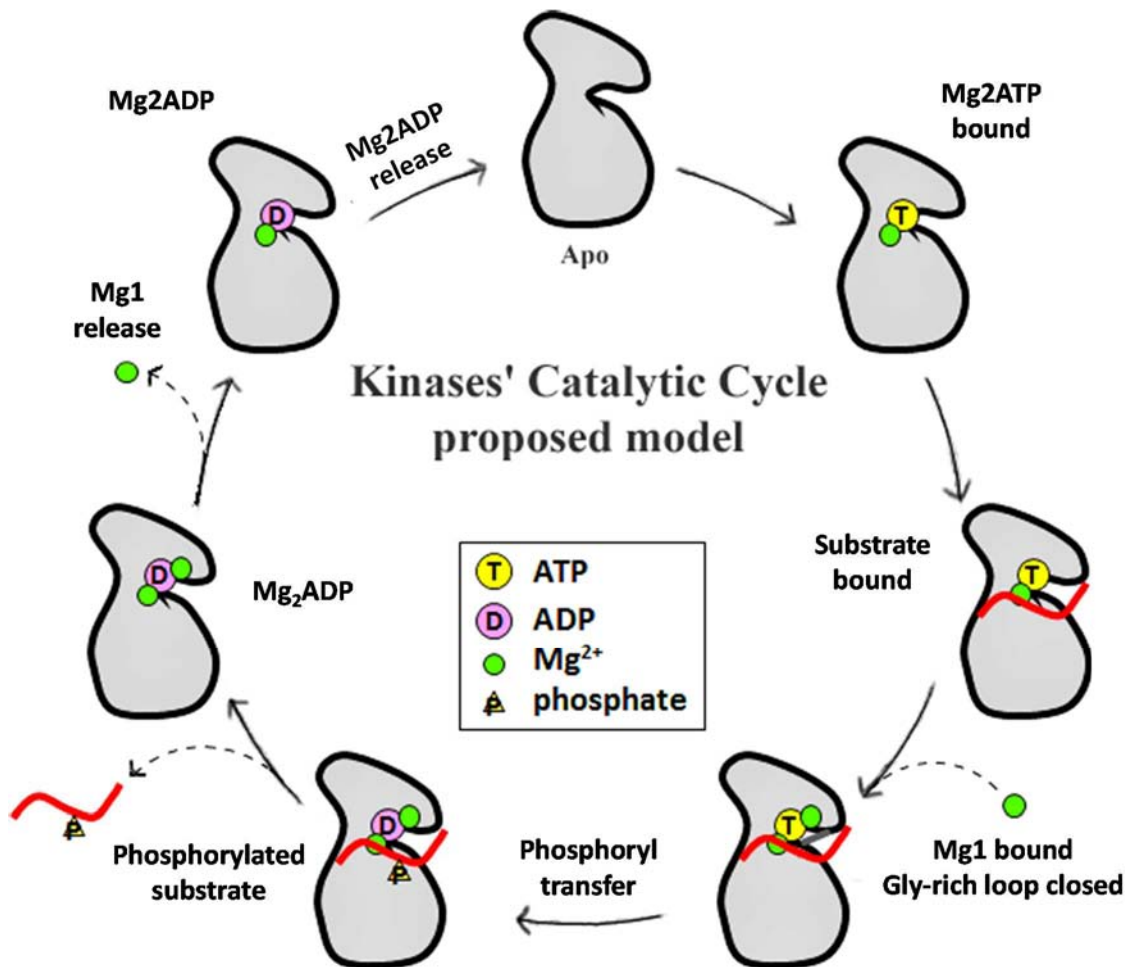 Mg2ADP
Mg2ADP
release
Apo
Mg2ATP
bound
D
T
Mg1
release
Kinases' Catalytic Cycle
proposed model
Substrate
bound
T
D
Mg₂ADP
T ATP
D ADP
Mg²⁺
P phosphate
D
T
P
P
Phosphorylated
substrate
Phosphoryl
transfer
Mg1 bound
Gly-rich loop closed